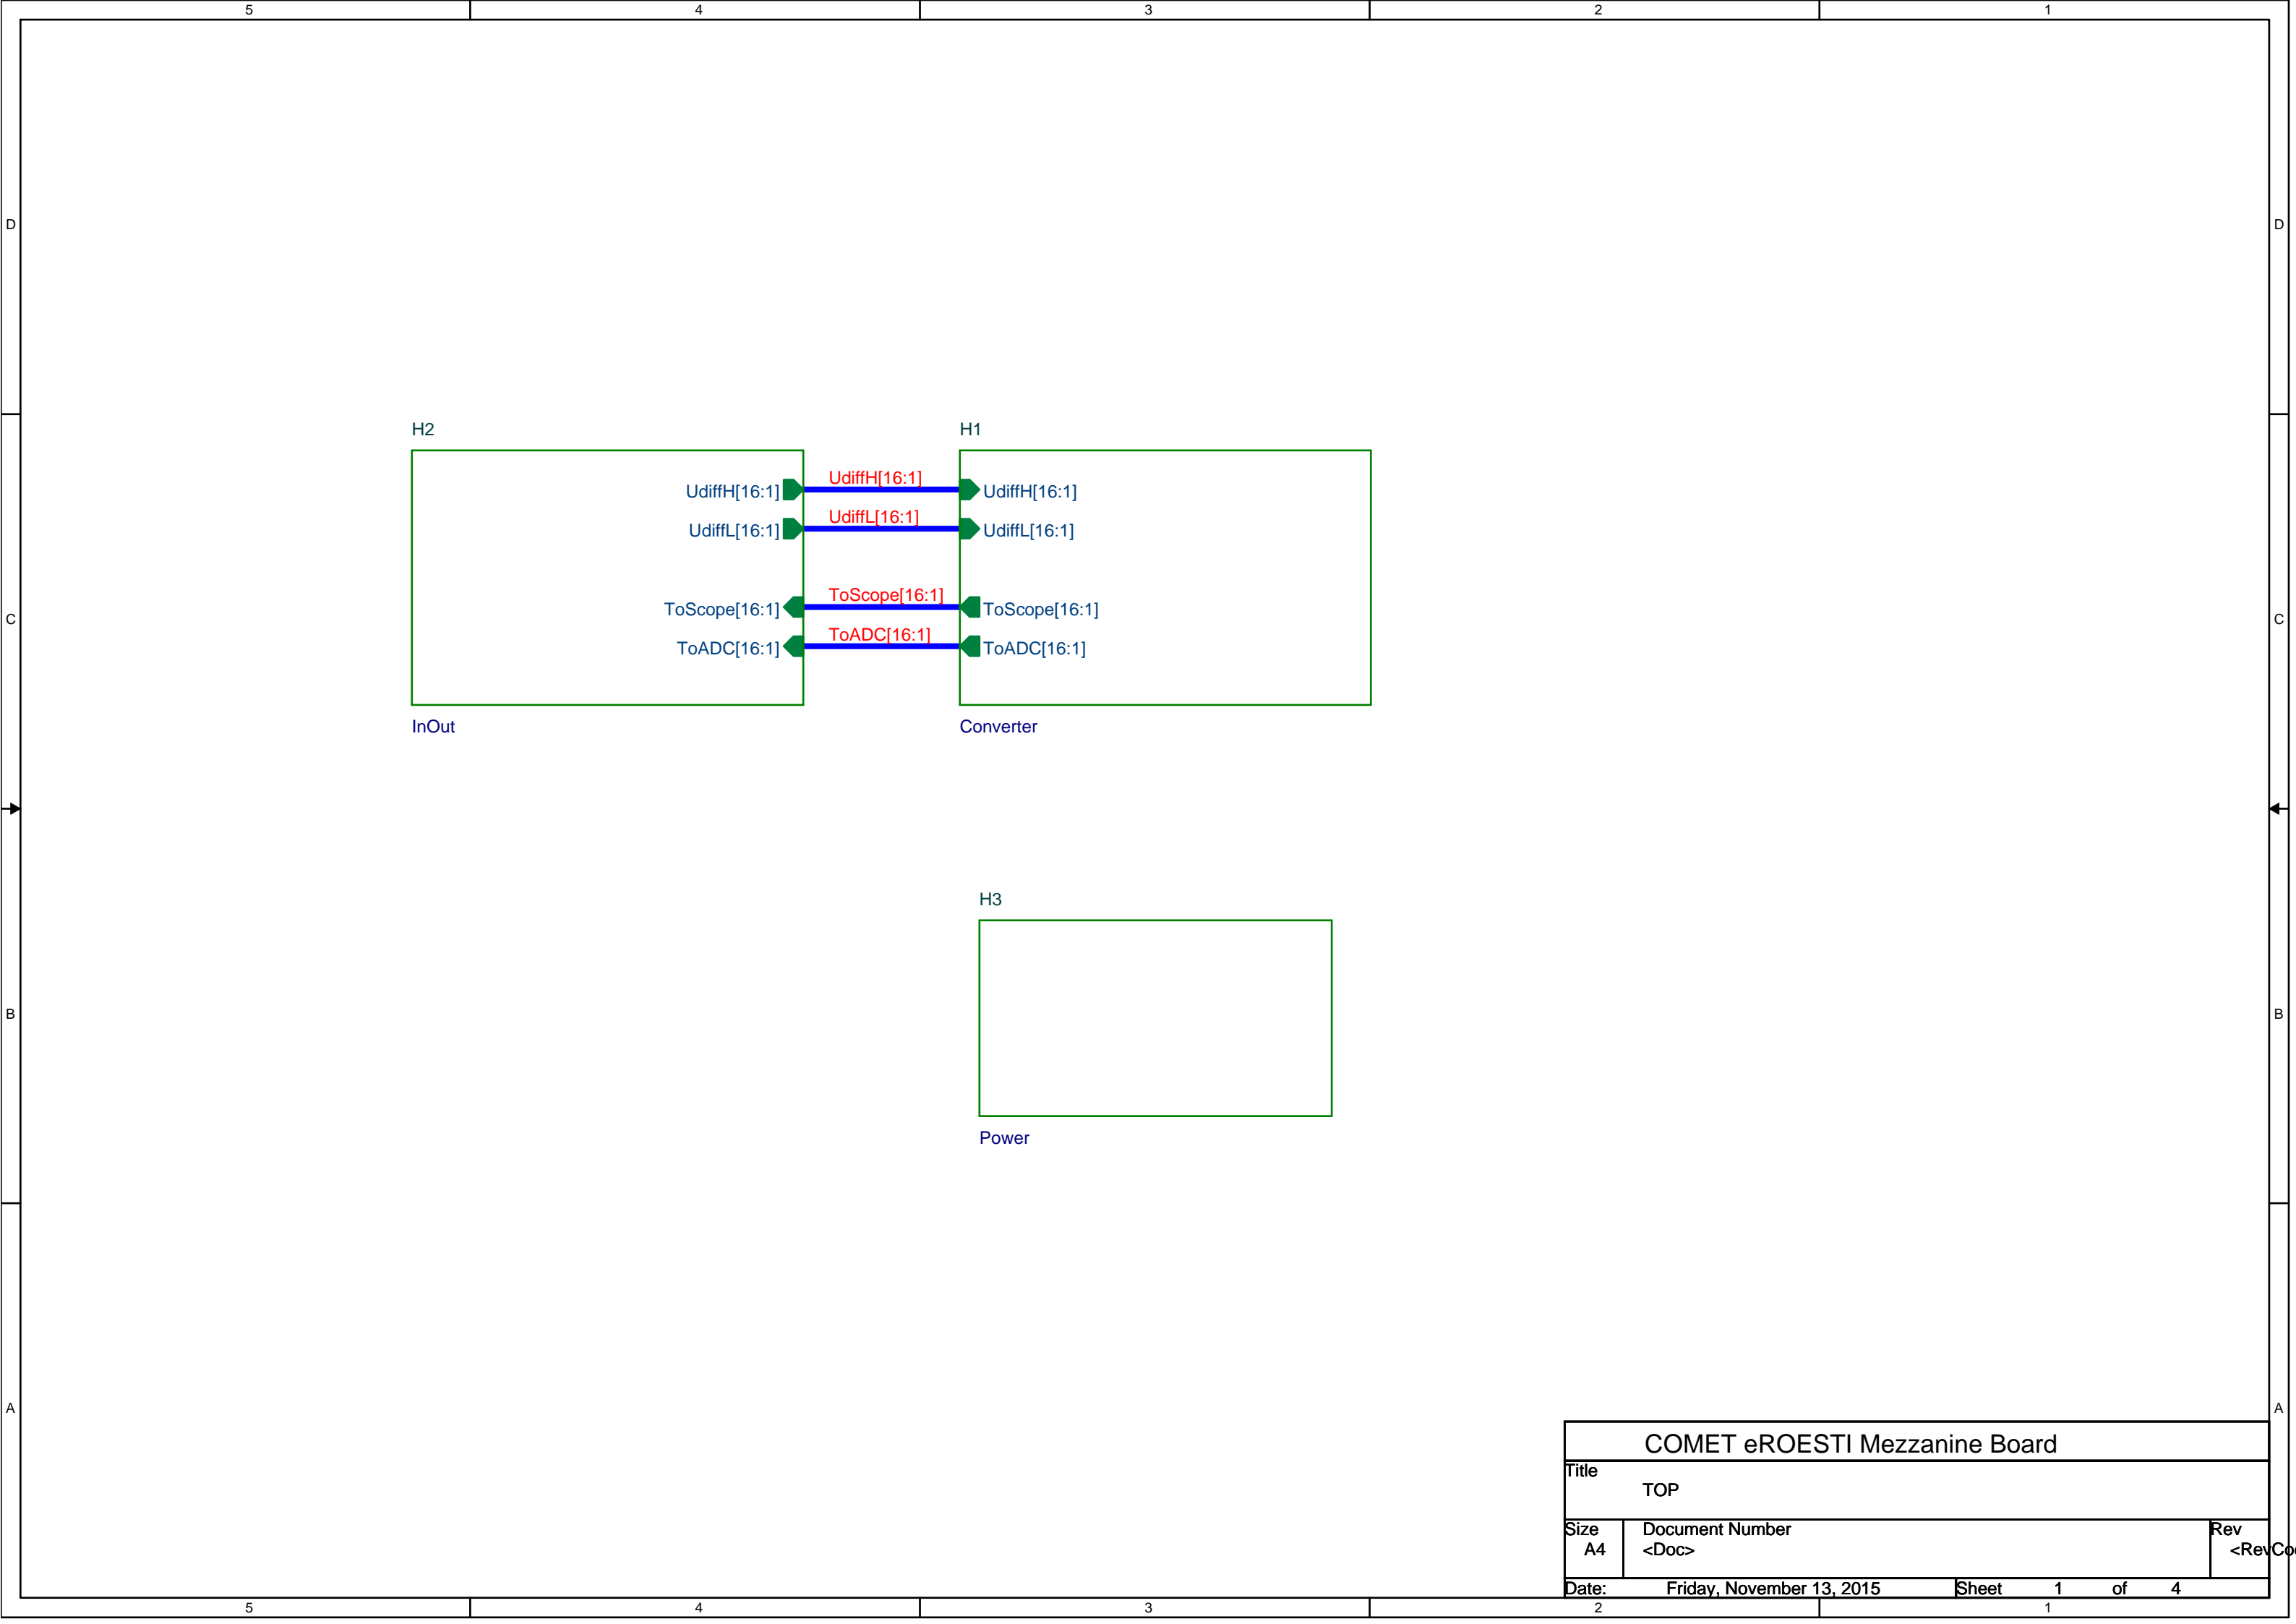 5 4 3 2 1
D D
H2 H1
UdiffH[16:1] UdiffH[16:1] UdiffH[16:1]
UdiffL[16:1] UdiffL[16:1] UdiffL[16:1]
ToScope[16:1] ToScope[16:1] ToScope[16:1]
C C
ToADC[16:1] ToADC[16:1] ToADC[16:1]
InOut Converter
H3
B B
Power
A A
COMET eROESTI Mezzanine Board
Title
TOP
Size Document Number Rev
A4 <Doc> <RevCo
Date: Friday, November 13, 2015 Sheet 1 of 4
5 4 3 2 1